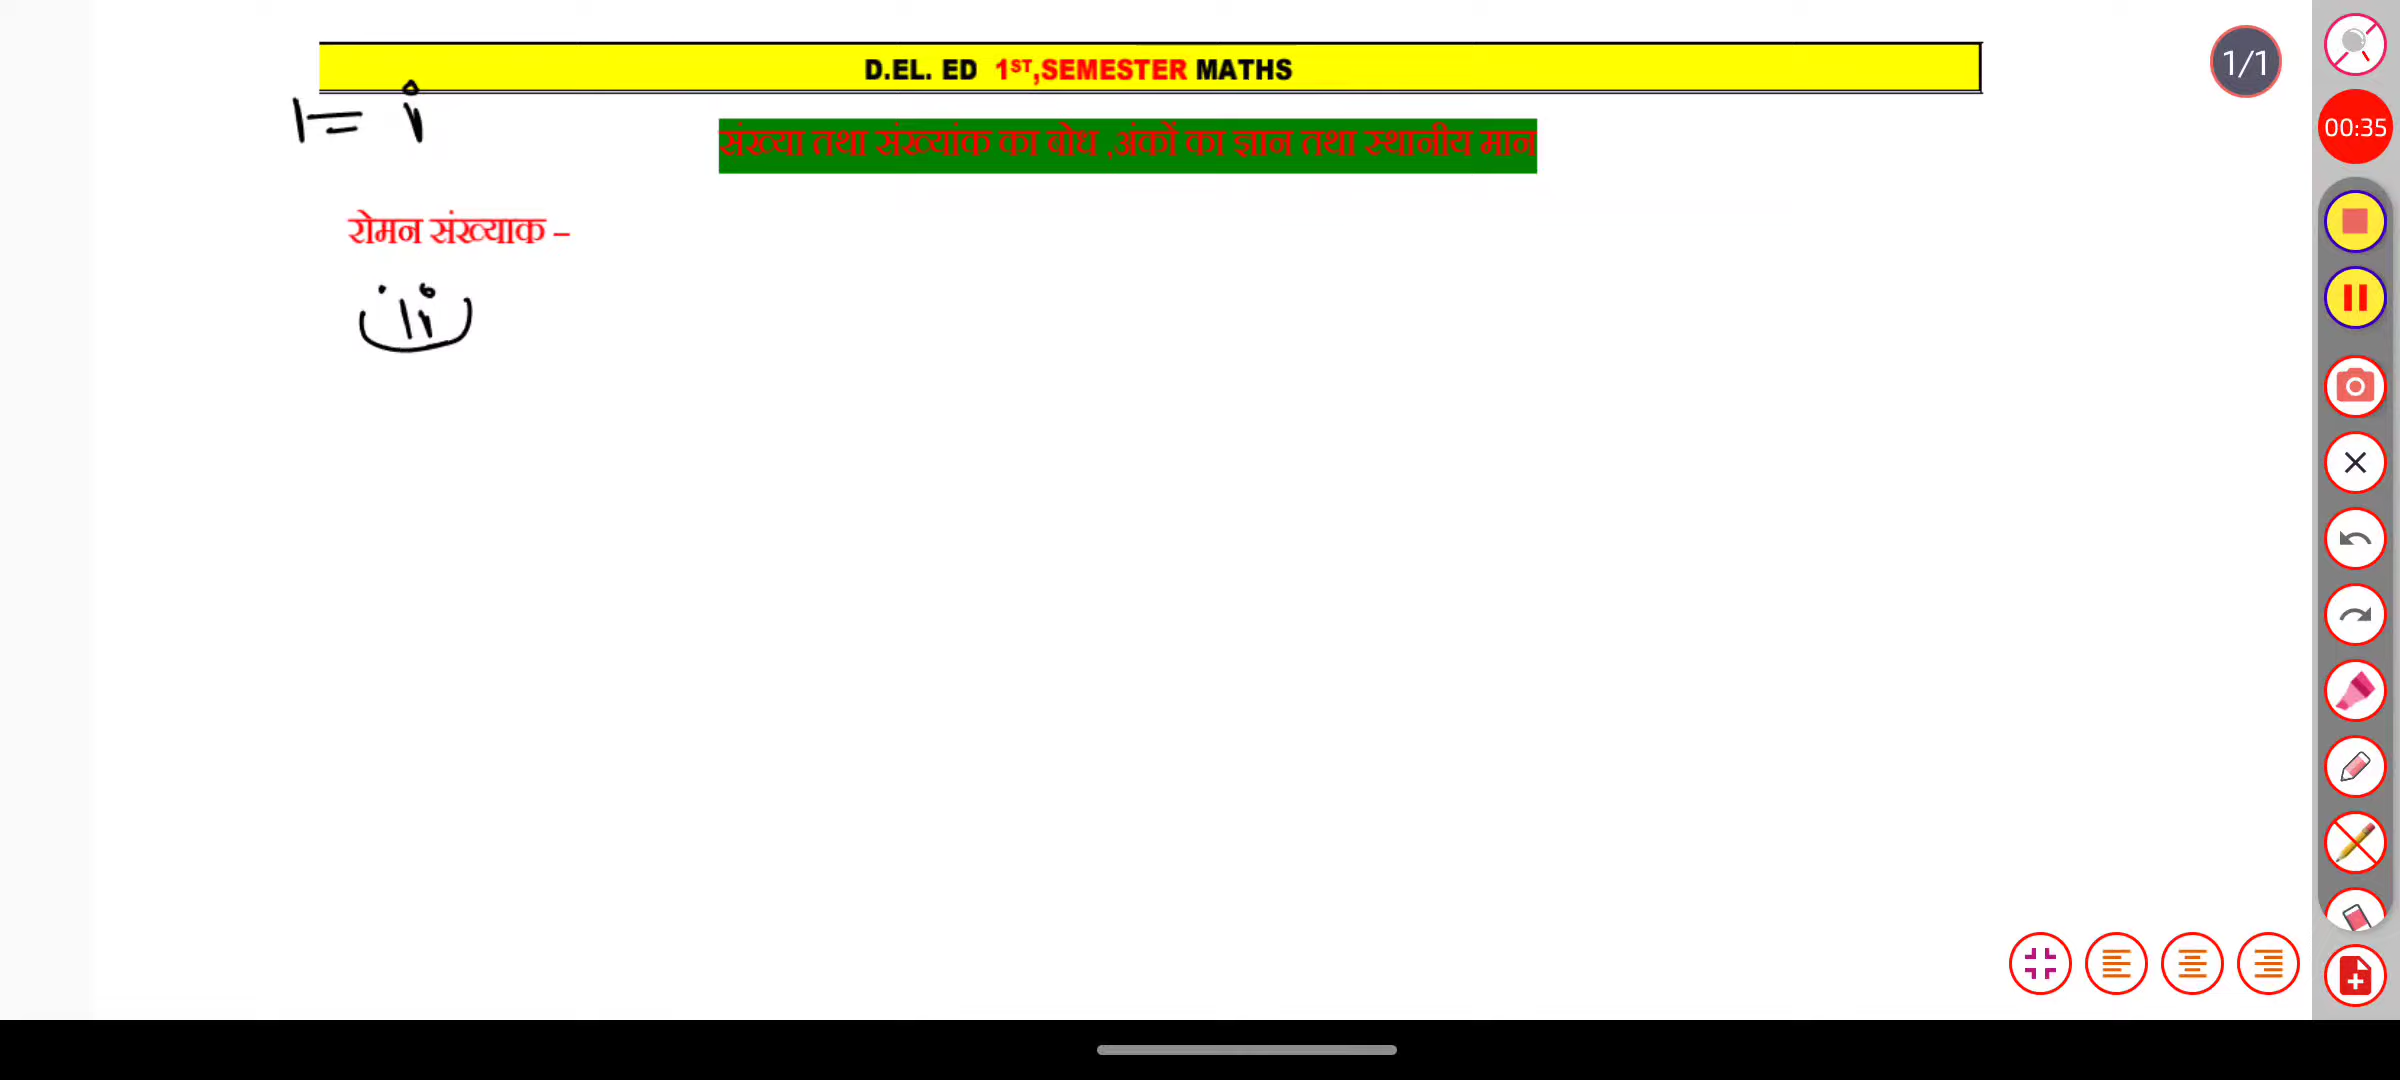 D.EL. ED 1ST,SEMESTER MATHS
1/1
00:35
1= i
संख्या तथा संख्यांक का बोध ,अंकों का ज्ञान तथा स्थानीय मान
रोमन संख्याक –
ii